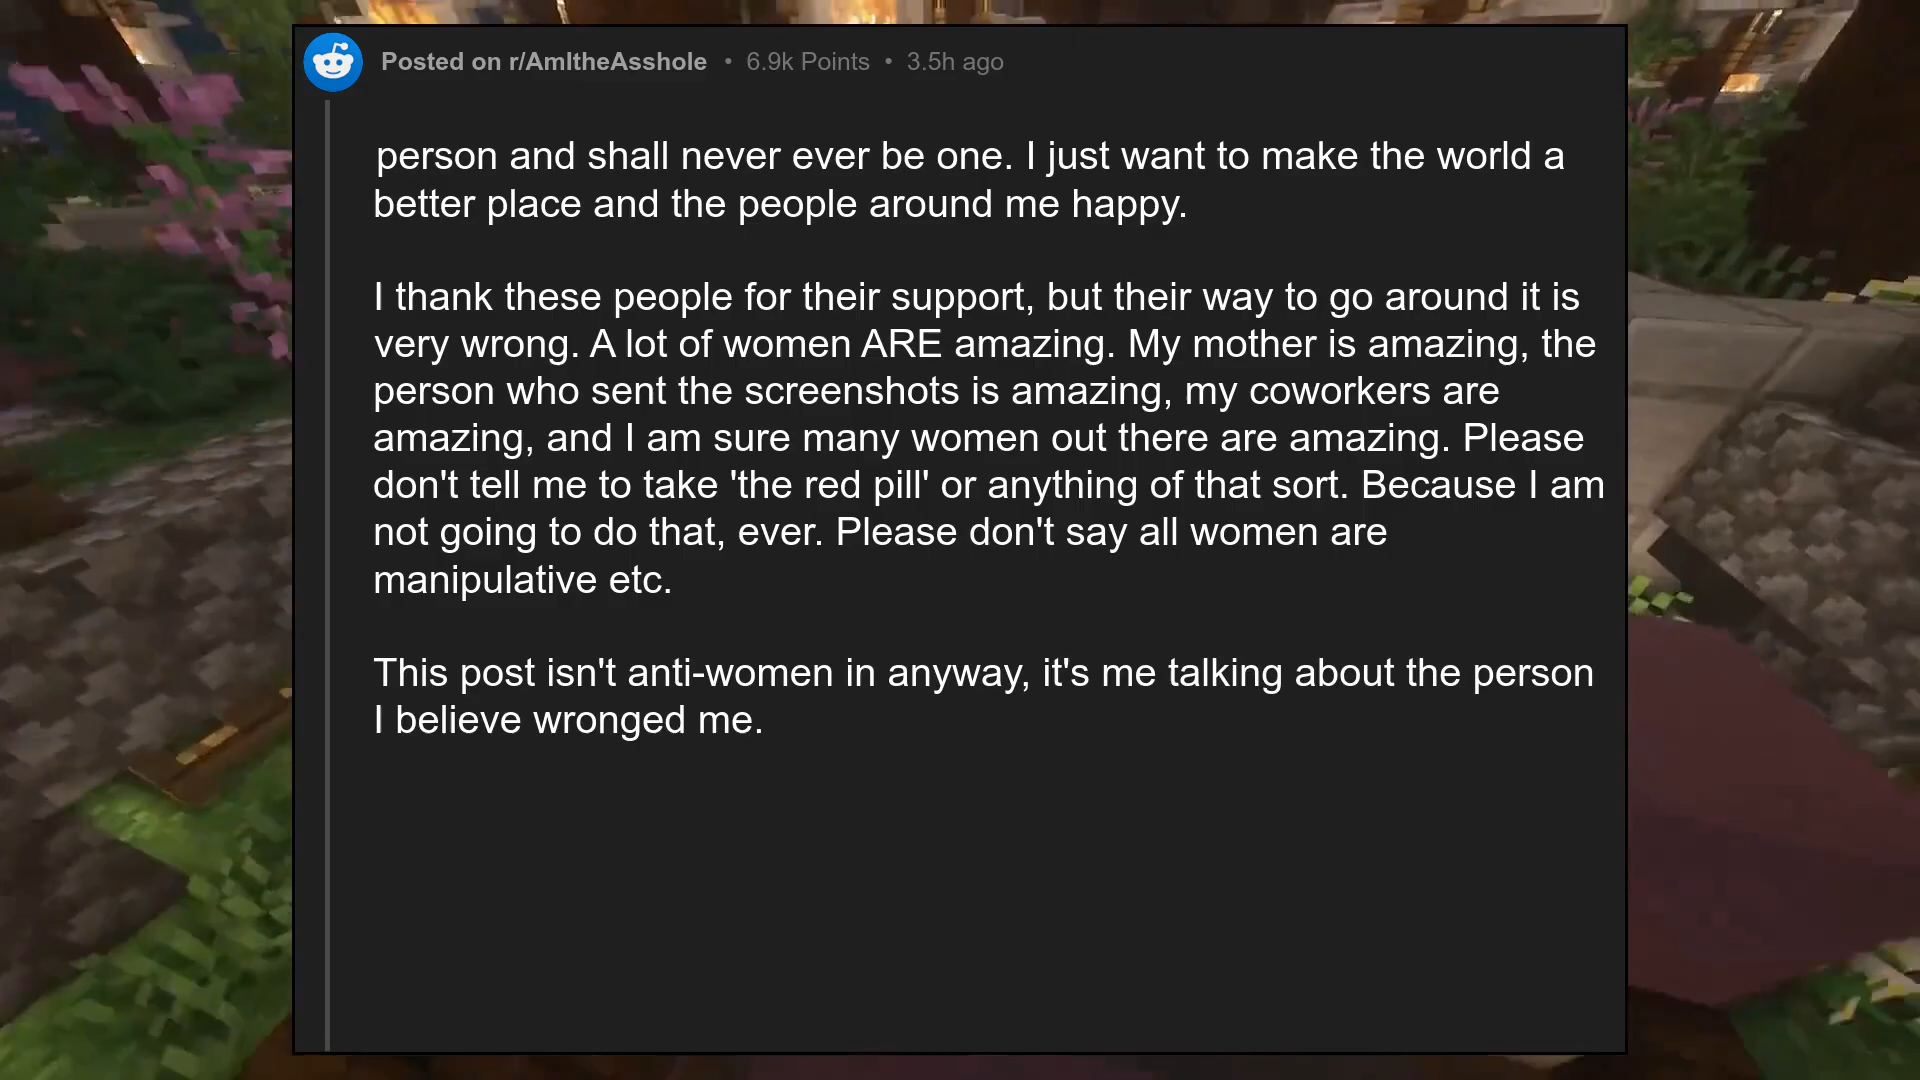 Posted on r/AmItheAsshole • 6.9k Points • 3.5h ago
person and shall never ever be one. I just want to make the world a
better place and the people around me happy.
I thank these people for their support, but their way to go around it is
very wrong. A lot of women ARE amazing. My mother is amazing, the
person who sent the screenshots is amazing, my coworkers are
amazing, and I am sure many women out there are amazing. Please
don't tell me to take 'the red pill' or anything of that sort. Because I am
not going to do that, ever. Please don't say all women are
manipulative etc.
This post isn't anti-women in anyway, it's me talking about the person
I believe wronged me.